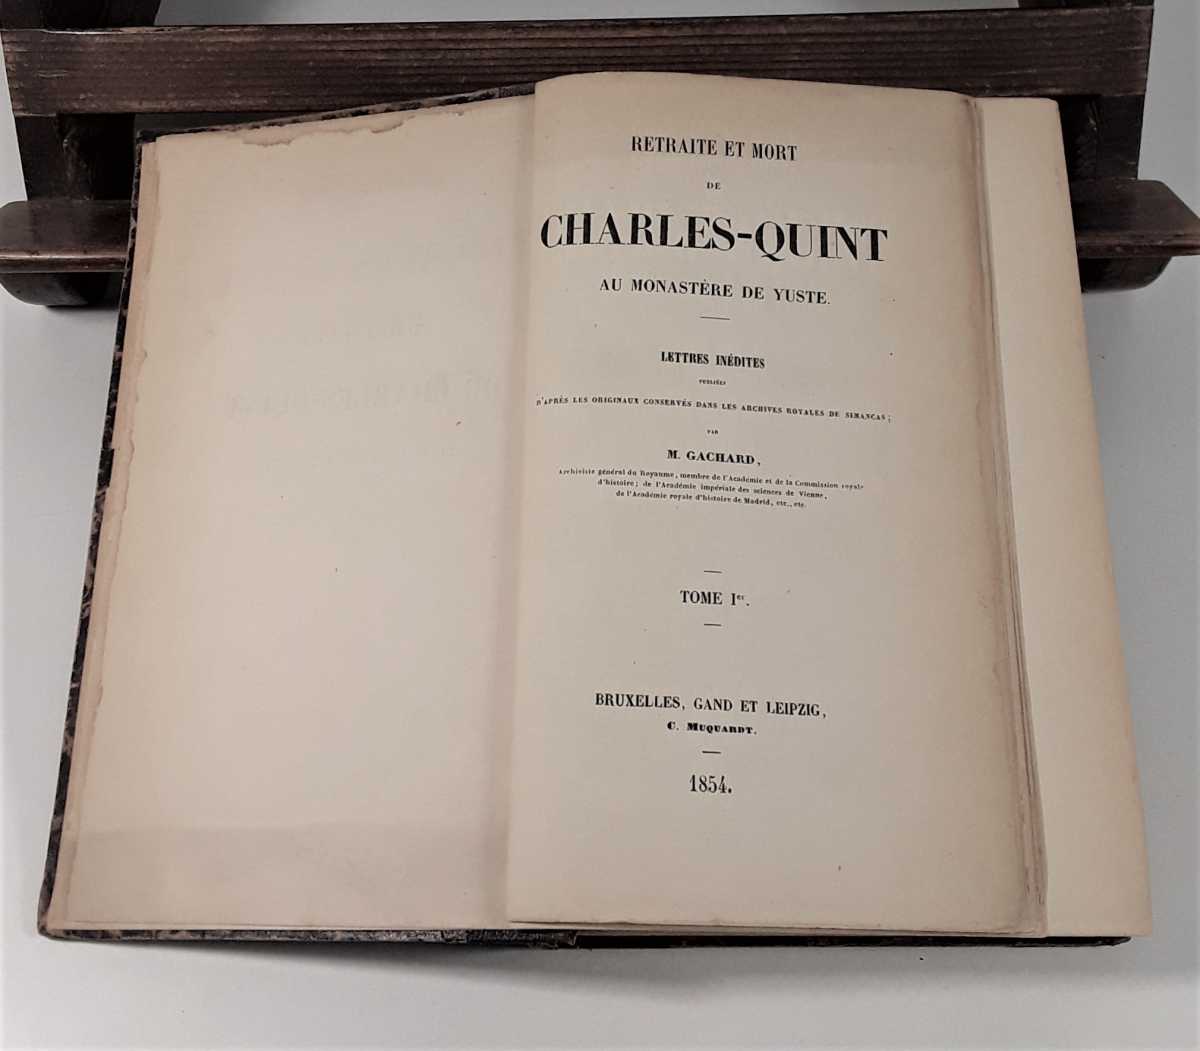 RETRAITE ET MORT
DE
CHARLES-QUINT
AU MONASTÈRE DE YUSTE.
LETTRES INÉDITES
PUBLIÉES
D'APRÈS LES ORIGINAUX CONSERVÉS DANS LES ARCHIVES ROYALES DE SIMANCAS;
PAR
M. GACHARD,
Archiviste général du Royaume, membre de l'Académie et de la Commission royale
d'histoire; de l'Académie impériale des sciences de Vienne,
de l'Académie royale d'histoire de Madrid, etc., etc.
TOME Ier.
BRUXELLES, GAND ET LEIPZIG,
C. MUQUARDT.
1854.